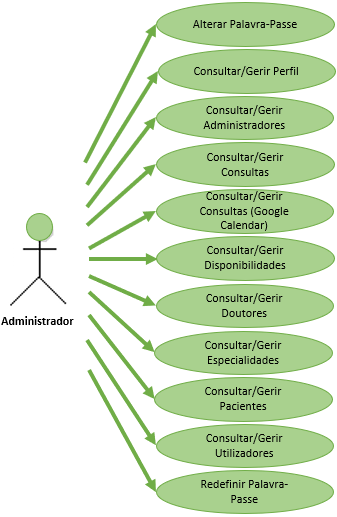 Alterar Palavra-Passe
Consultar/Gerir Perfil
Consultar/Gerir
Administradores
Consultar/Gerir
Consultas
Consultar/Gerir
Consultas (Google
Calendar)
Consultar/Gerir
Disponibilidades
Consultar/Gerir
Doutores
Administrador
Consultar/Gerir
Especialidades
Consultar/Gerir
Pacientes
Consultar/Gerir
Utilizadores
Redefinir Palavra-
Passe